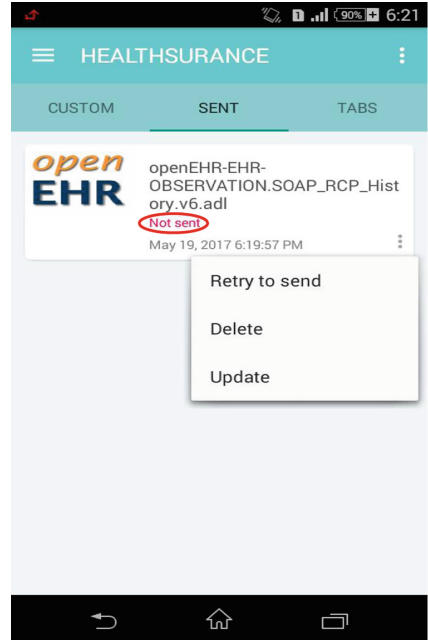 90% 6:21
HEALTHSURANCE
CUSTOM SENT TABS
open
EHR
openEHR-EHR-
OBSERVATION.SOAP_RCP_Hist
ory.v6.adl
Not sent
May 19, 2017 6:19:57 PM
Retry to send
Delete
Update